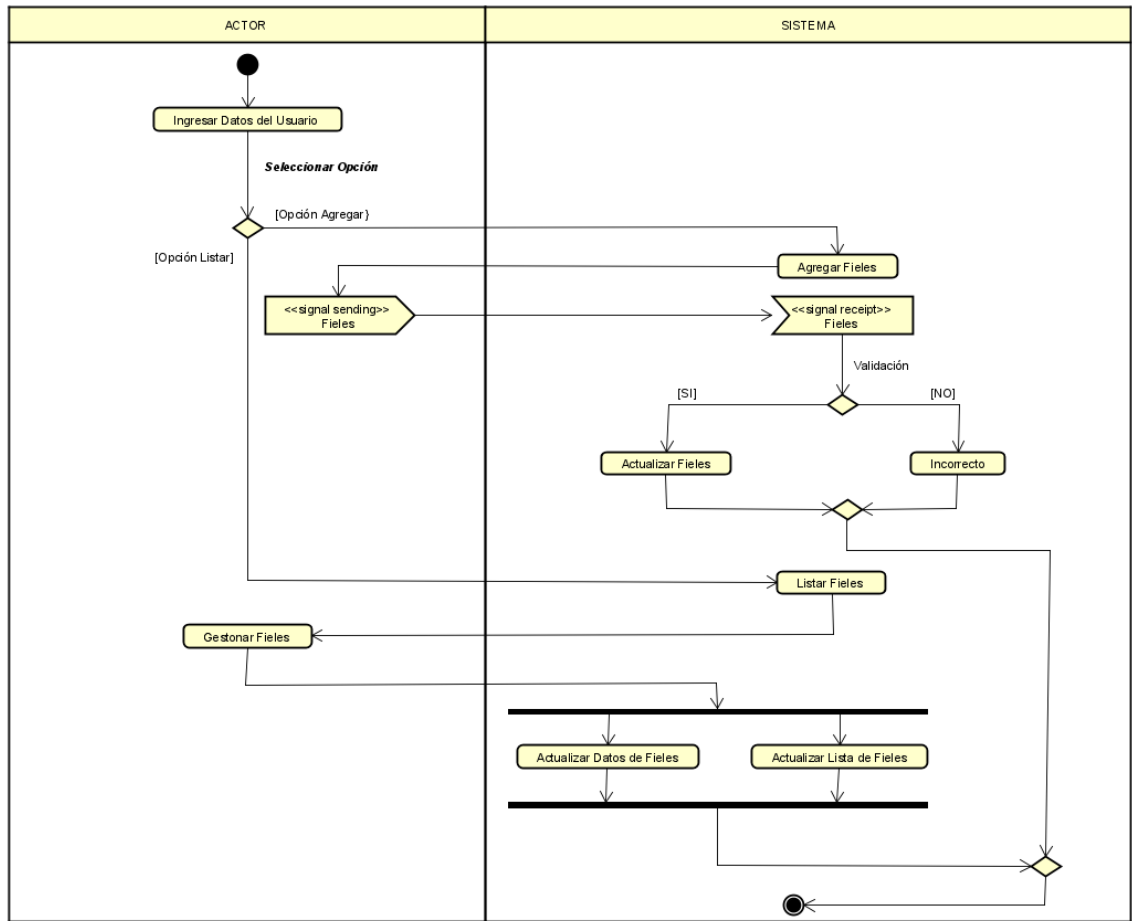 ACTOR
SISTEMA
Ingresar Datos del Usuario
Seleccionar Opción
[Opción Agregar}
[Opción Listar]
Agregar Fieles
<<signal sending>>
Fieles
<<signal receipt>>
Fieles
Validación
[SI]
[NO]
Actualizar Fieles
Incorrecto
Listar Fieles
Gestonar Fieles
Actualizar Datos de Fieles
Actualizar Lista de Fieles